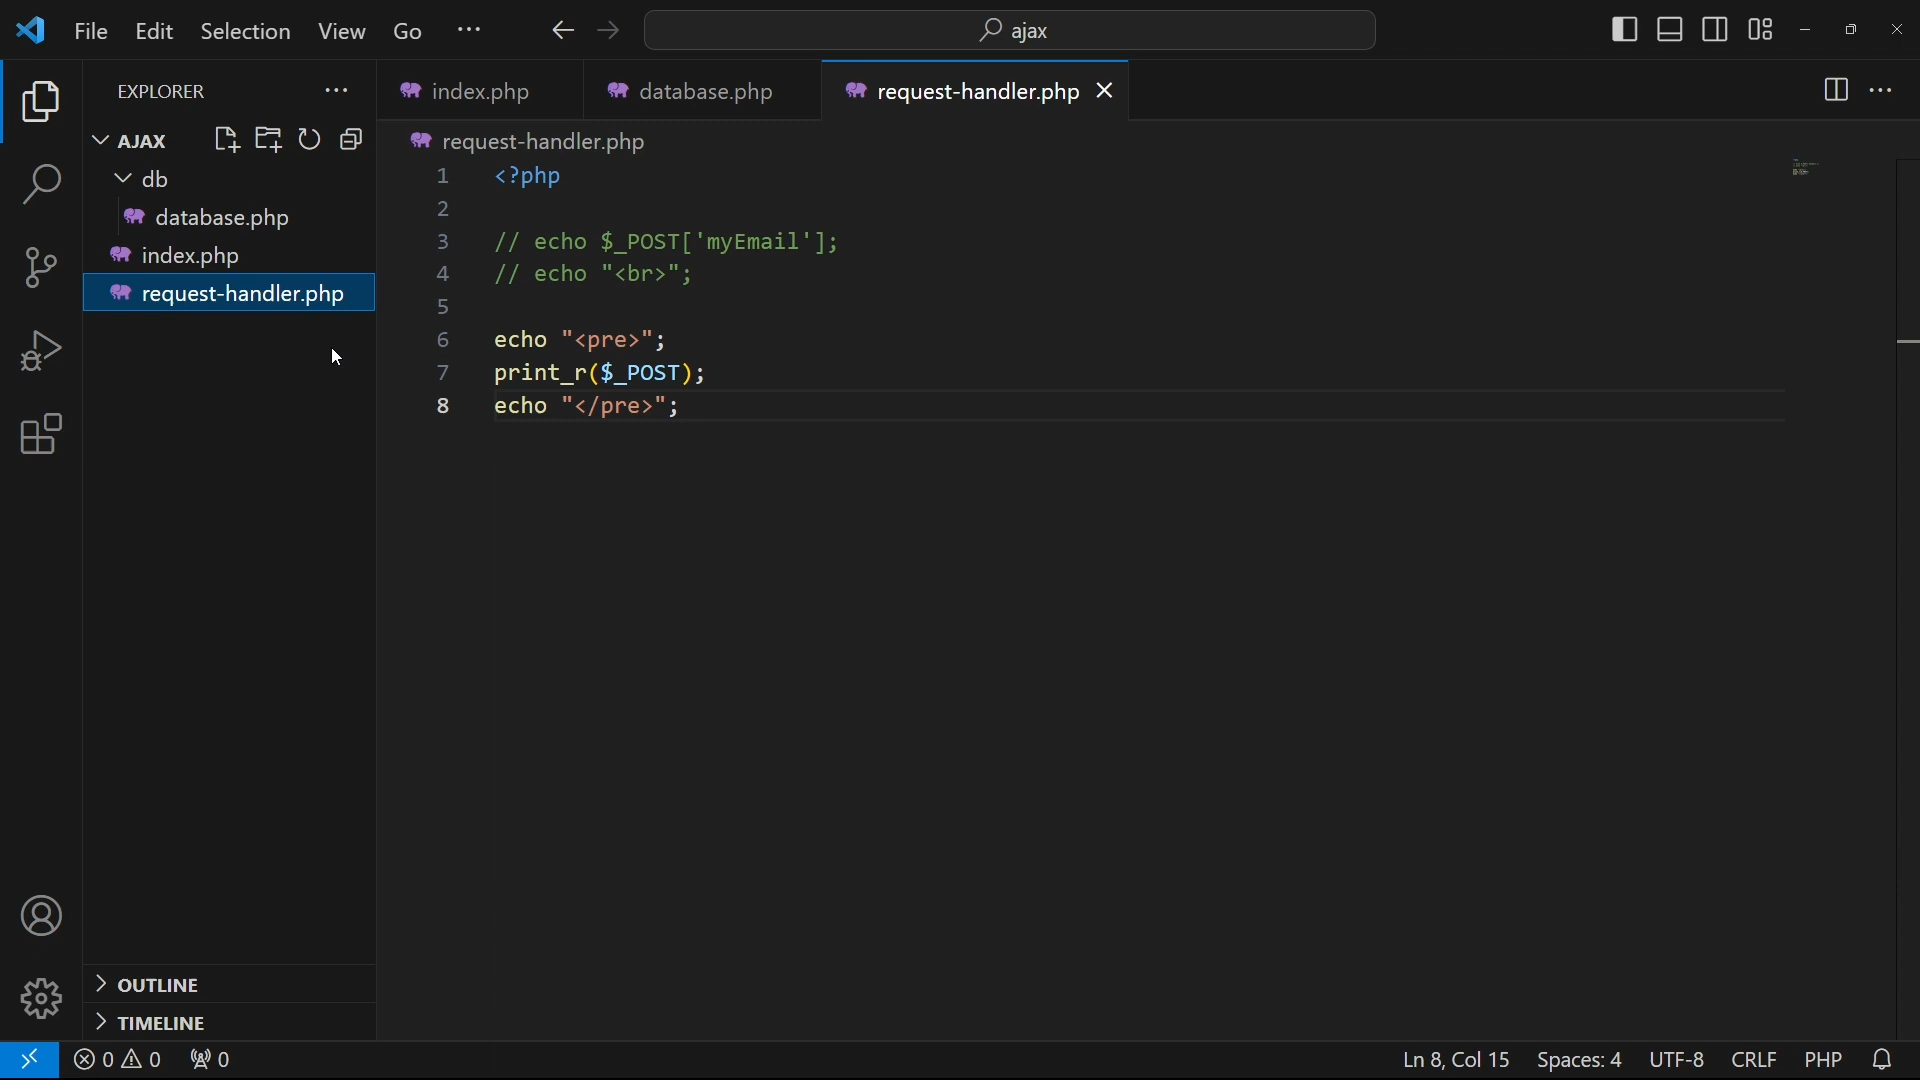 File Edit Selection View Go ajax
EXPLORER
AJAX
db
database.php
index.php
request-handler.php
OUTLINE
TIMELINE
index.php database.php request-handler.php
request-handler.php
1 <?php
2
3 // echo $_POST['myEmail'];
4 // echo "<br>";
5
6 echo "<pre>";
7 print_r($_POST);
8 echo "</pre>";
0 0 0 Ln 8, Col 15 Spaces: 4 UTF-8 CRLF PHP